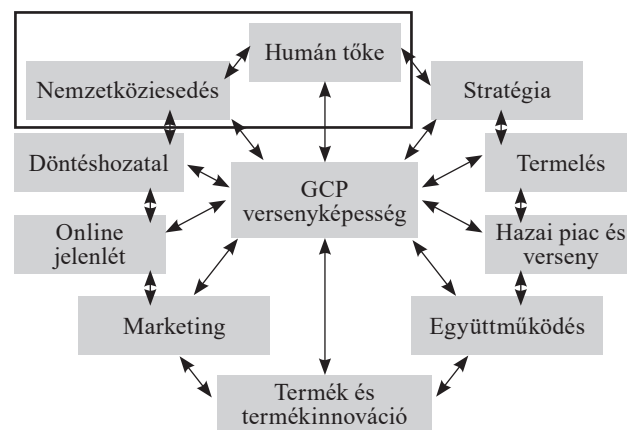 Humán tőke
Nemzetköziesedés
Stratégia
Döntéshozatal
Termelés
GCP
versenyképesség
Online
jelenlét
Hazai piac és
verseny
Marketing
Együttműködés
Termék és
termékinnováció